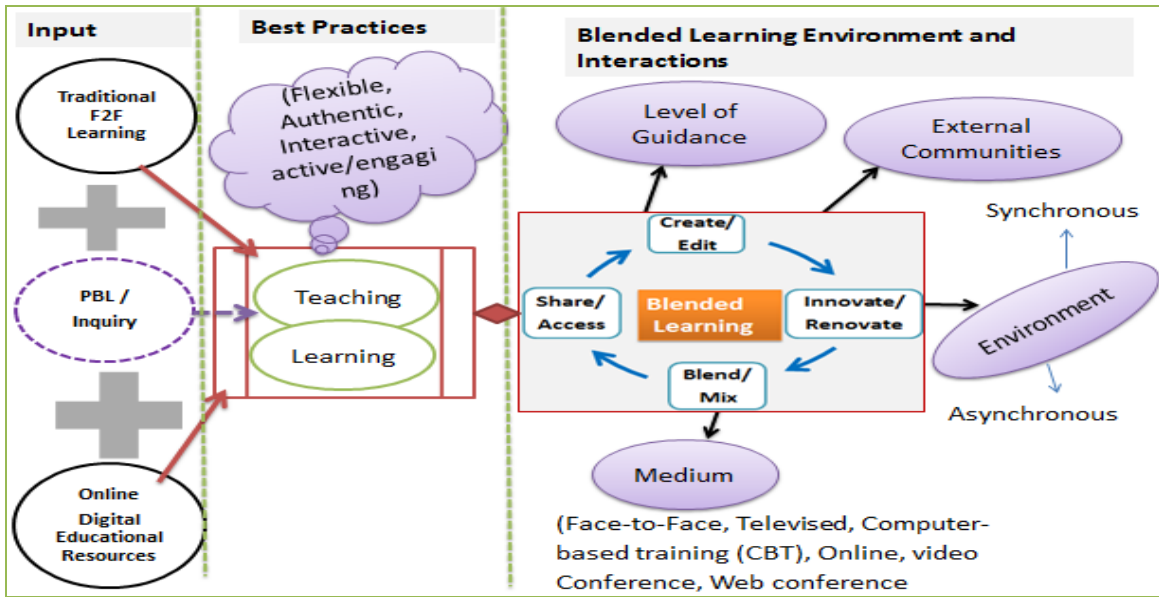 Input
Best Practices
Blended Learning Environment and
Interactions
Traditional
F2F
Learning
PBL /
Inquiry
Online
Digital
Educational
Resources
(Flexible,
Authentic,
Interactive,
active/engagi
ng)
Teaching
Learning
Level of
Guidance
External
Communities
Synchronous
Environment
Asynchronous
Create/
Edit
Share/
Access
Blended
Learning
Innovate/
Renovate
Blend/
Mix
Medium
(Face-to-Face, Televised, Computer-
based training (CBT), Online, video
Conference, Web conference